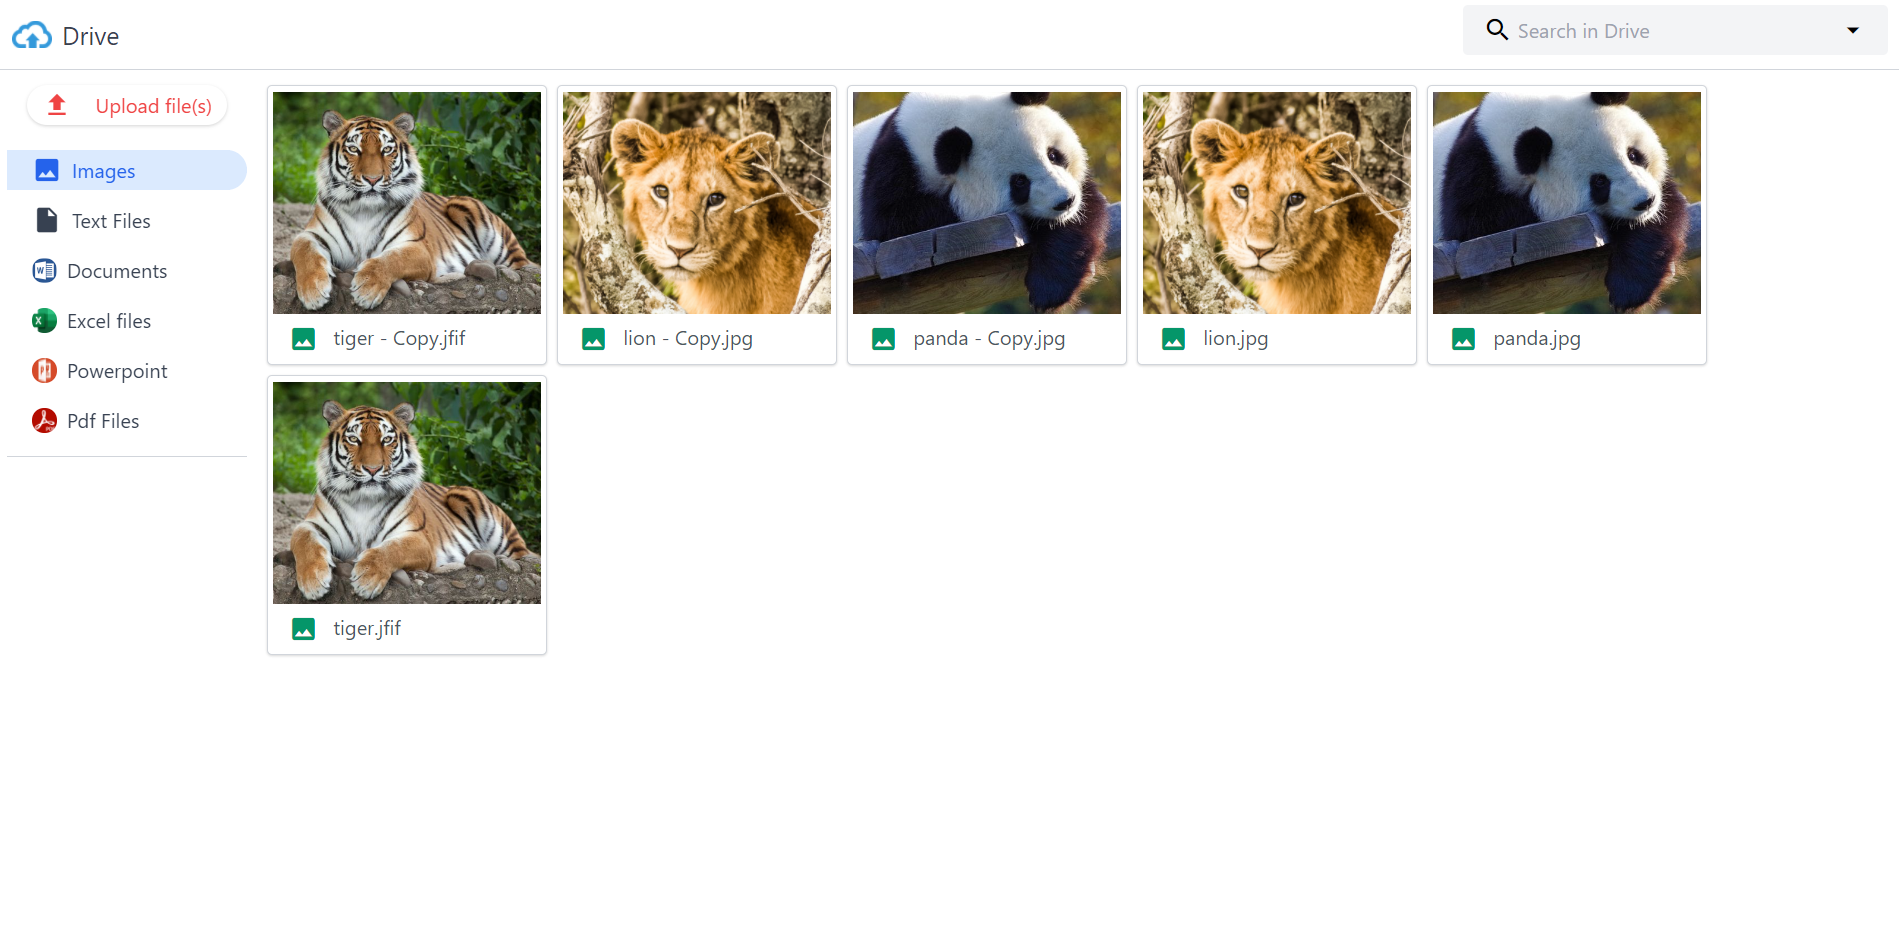 Drive
Search in Drive
Upload file(s)
Images
Text Files
Documents
Excel files
Powerpoint
Pdf Files
tiger - Copy.jfif
lion - Copy.jpg
panda - Copy.jpg
lion.jpg
panda.jpg
tiger.jfif